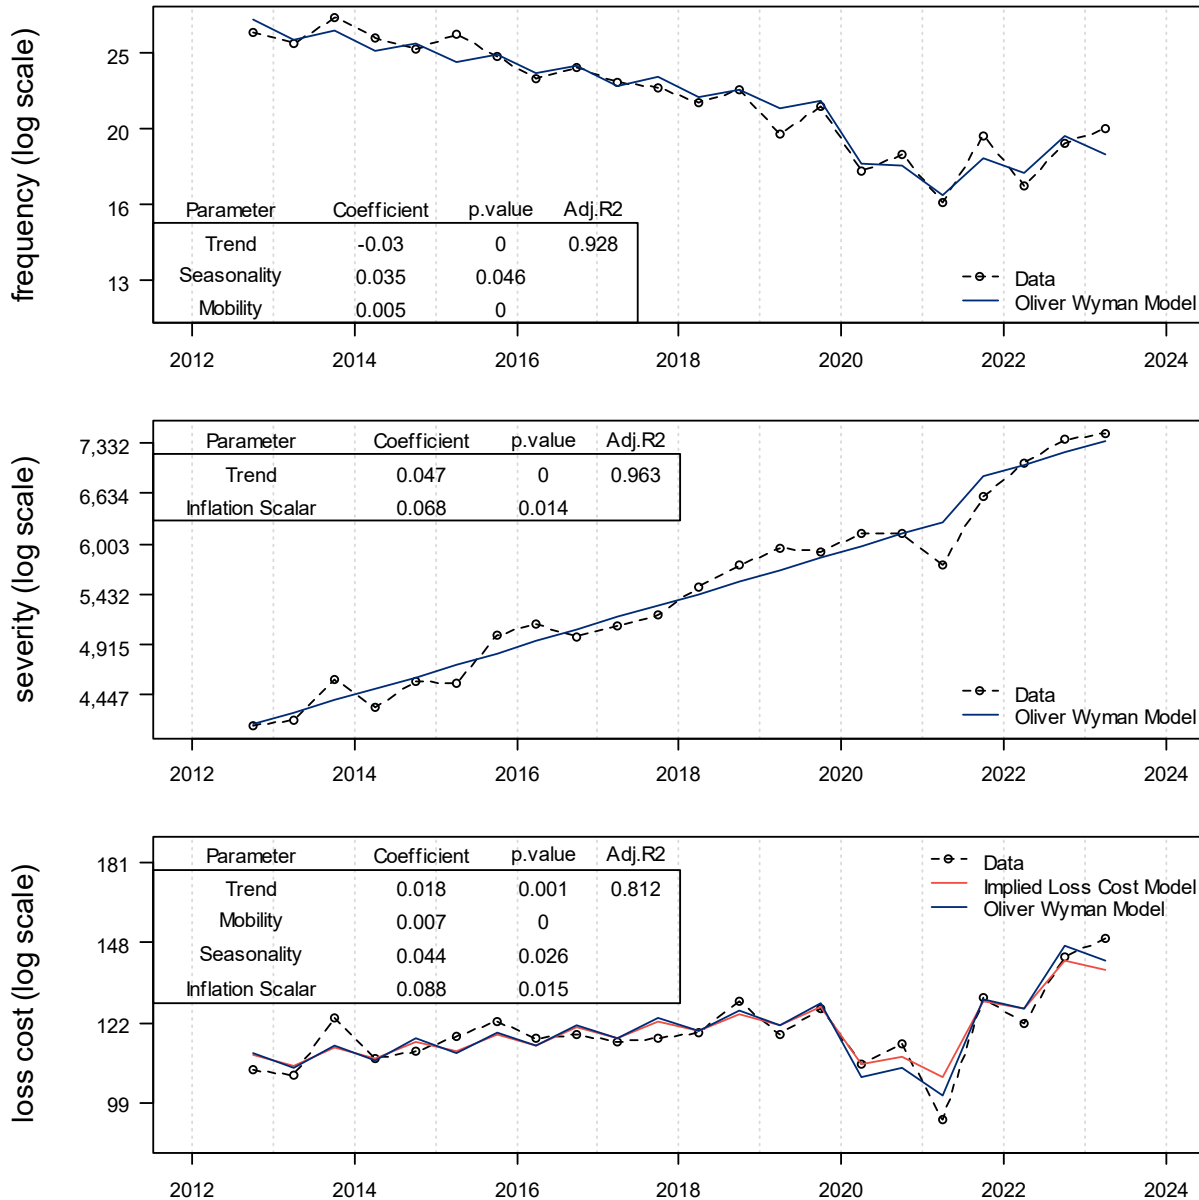 frequency (log scale)
25
20
16
13
Parameter Coefficient p.value Adj.R2
Trend -0.03 0 0.928
Seasonality 0.035 0.046
Mobility 0.005 0
Data
Oliver Wyman Model
2012 2014 2016 2018 2020 2022 2024
severity (log scale)
7,332
6,634
6,003
5,432
4,915
4,447
Parameter Coefficient p.value Adj.R2
Trend 0.047 0 0.963
Inflation Scalar 0.068 0.014
Data
Oliver Wyman Model
2012 2014 2016 2018 2020 2022 2024
loss cost (log scale)
181
148
122
99
Parameter Coefficient p.value Adj.R2
Trend 0.018 0.001 0.812
Mobility 0.007 0
Seasonality 0.044 0.026
Inflation Scalar 0.088 0.015
Data
Implied Loss Cost Model
Oliver Wyman Model
2012 2014 2016 2018 2020 2022 2024